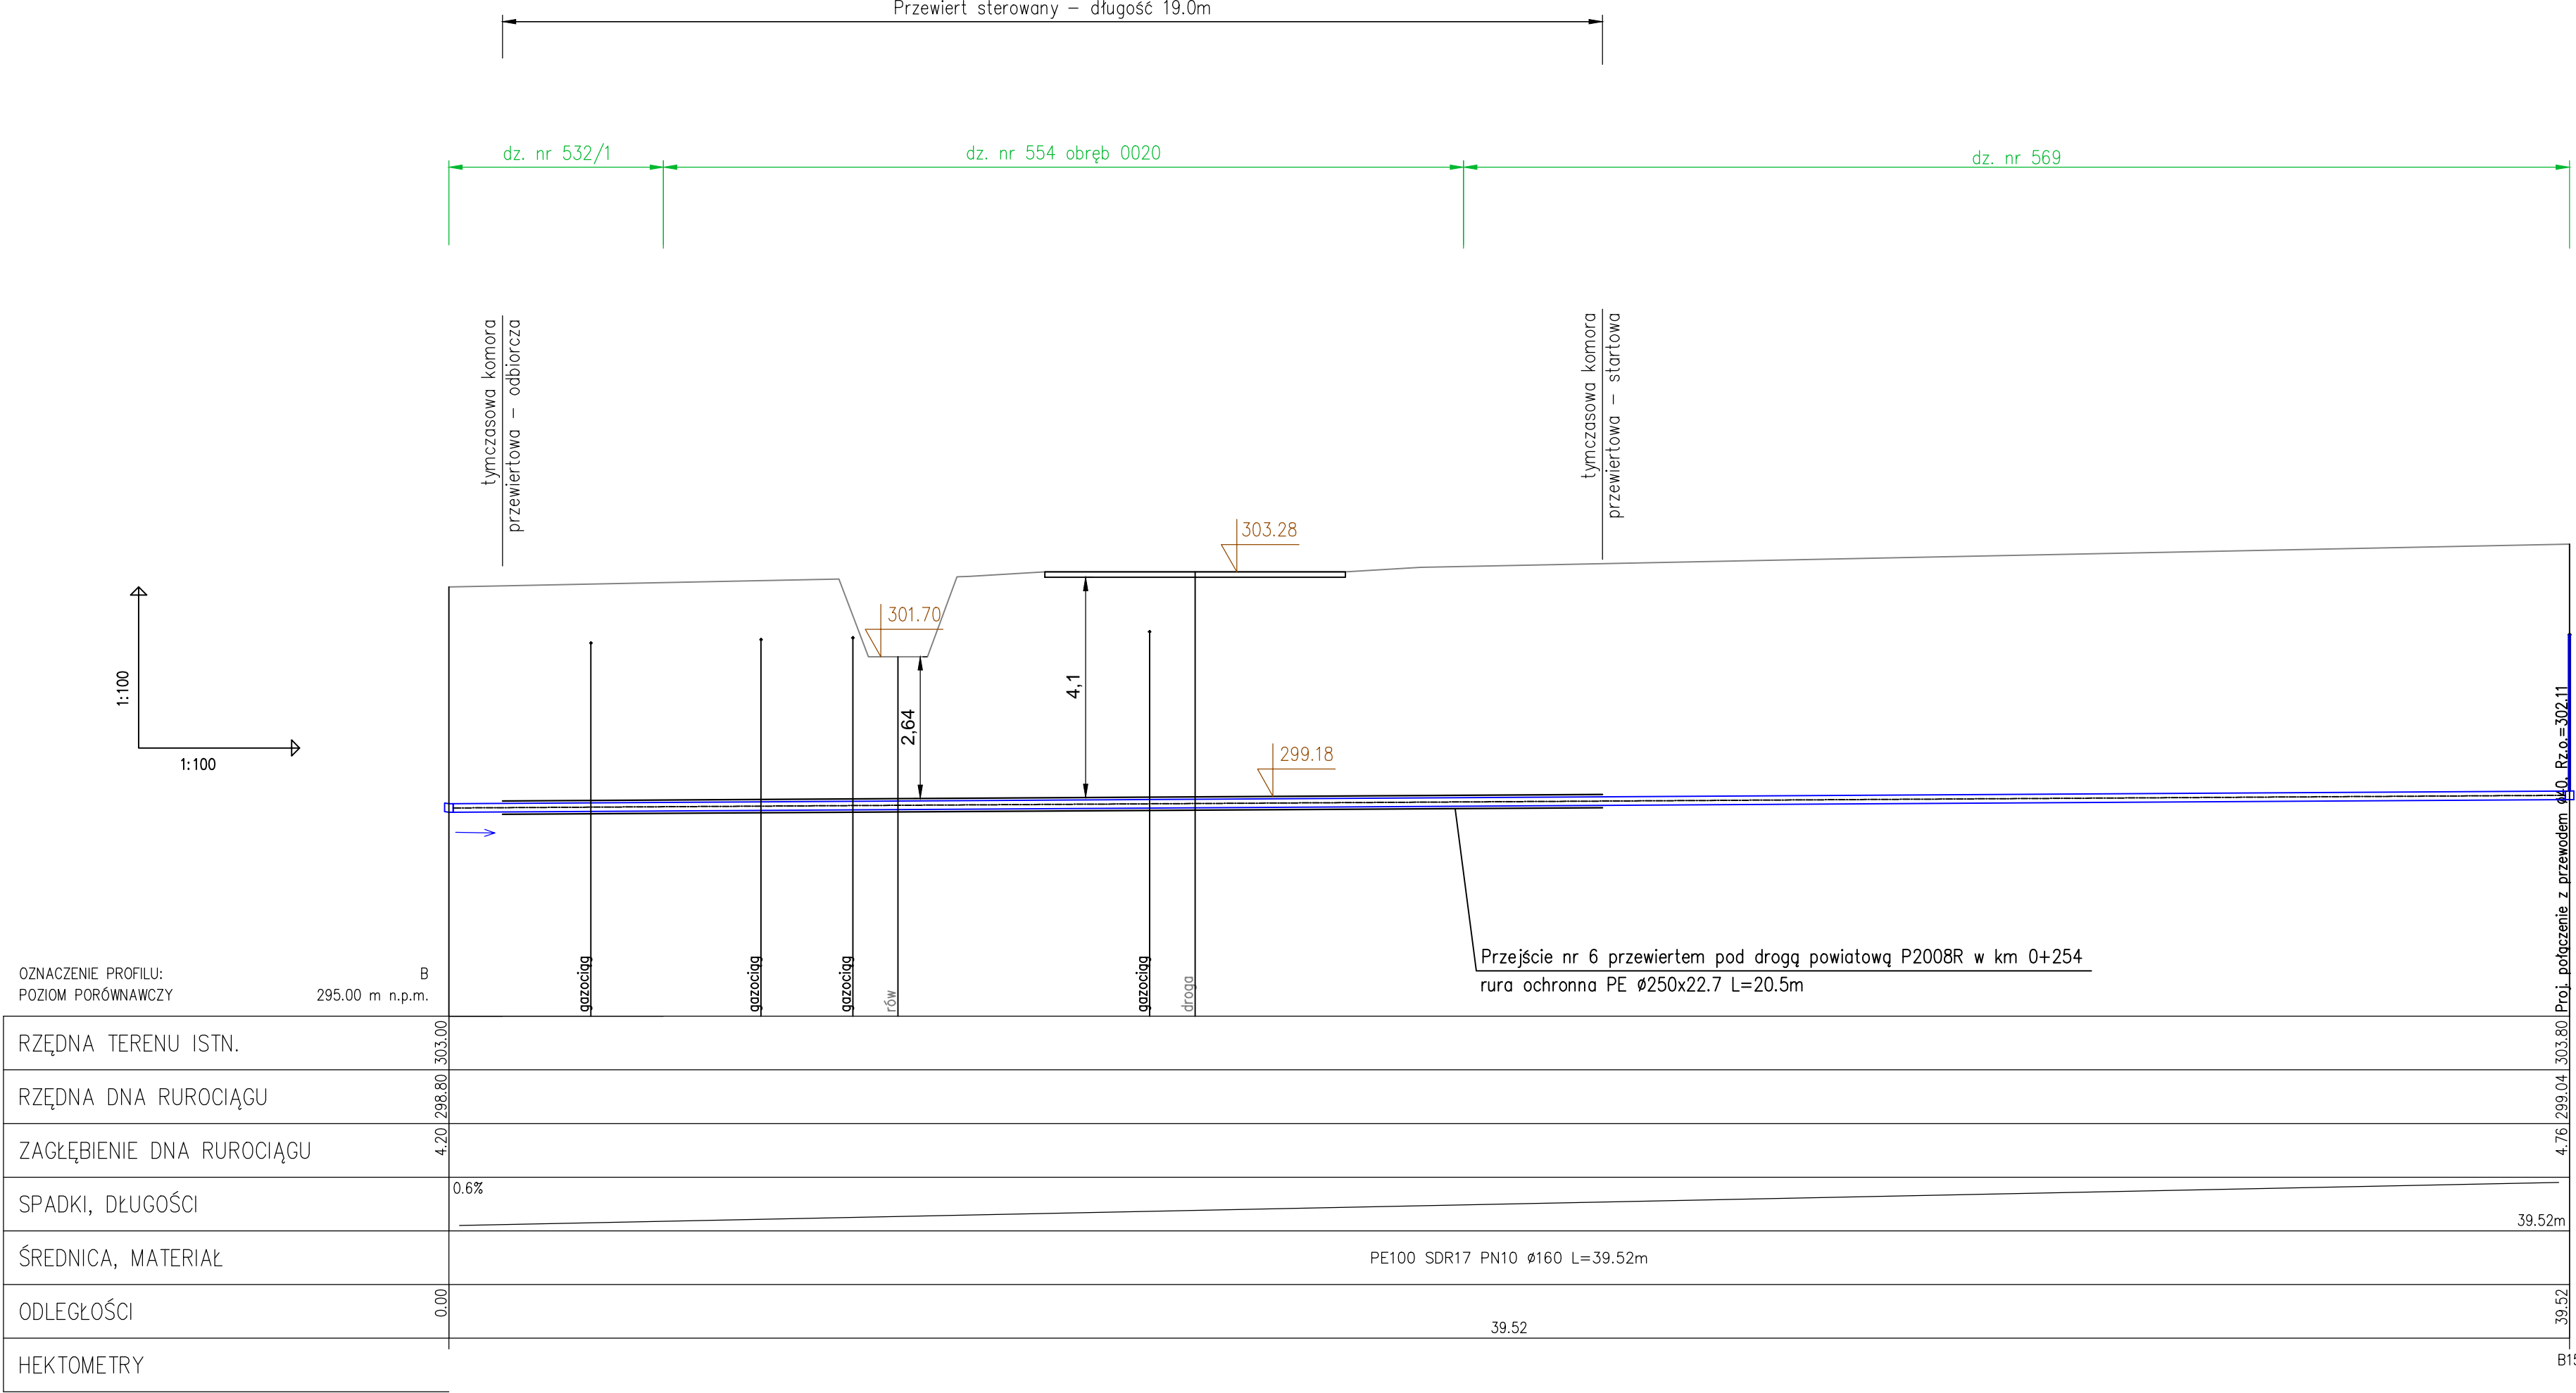 Przewiert sterowany – długość 19.0m
dz. nr 532/1
dz. nr 554 obręb 0020
dz. nr 569
tymczasowa komora
przewiertowa – odbiorcza
tymczasowa komora
przewiertowa – startowa
303.28
301.70
1:100
1:100
2,64
4,1
299.18
Proj. połączenie z przewodem ø40, Rz.o.=302.11
gazociąg
gazociąg
gazociąg
rów
gazociąg
droga
Przejście nr 6 przewiertem pod drogą powiatową P2008R w km 0+254
rura ochronna PE ø250x22.7 L=20.5m
OZNACZENIE PROFILU: B
POZIOM PORÓWNAWCZY 295.00 m n.p.m.
RZĘDNA TERENU ISTN. 303.00 303.80
RZĘDNA DNA RUROCIĄGU 298.80 299.04
ZAGŁĘBIENIE DNA RUROCIĄGU 4.20 4.76
SPADKI, DŁUGOŚCI 0.6% 39.52m
ŚREDNICA, MATERIAŁ PE100 SDR17 PN10 ø160 L=39.52m
ODLEGŁOŚCI 0.00 39.52 39.52
HEKTOMETRY